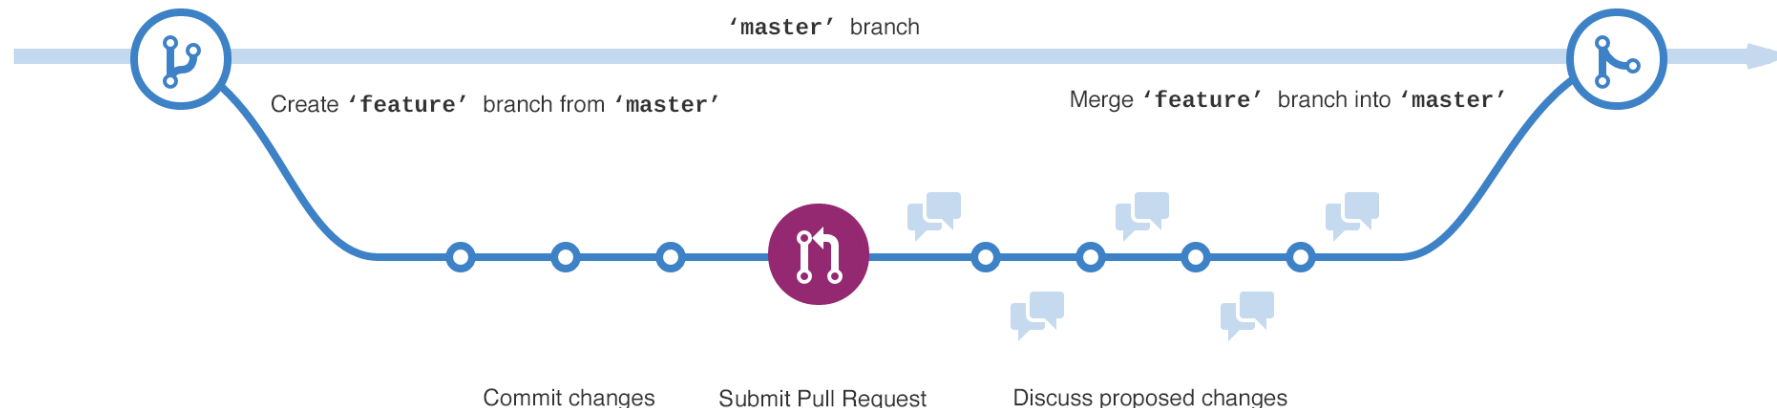 ‘master’ branch
Create ‘feature’ branch from ‘master’
Merge ‘feature’ branch into ‘master’
Commit changes
Submit Pull Request
Discuss proposed changes